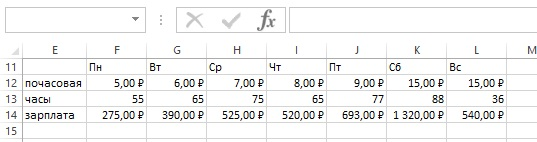 fx
E F G H I J K L M
11 Пн Вт Ср Чт Пт Сб Вс
12 почасовая 5,00 ₽ 6,00 ₽ 7,00 ₽ 8,00 ₽ 9,00 ₽ 15,00 ₽ 15,00 ₽
13 часы 55 65 75 65 77 88 36
14 зарплата 275,00 ₽ 390,00 ₽ 525,00 ₽ 520,00 ₽ 693,00 ₽ 1 320,00 ₽ 540,00 ₽
15